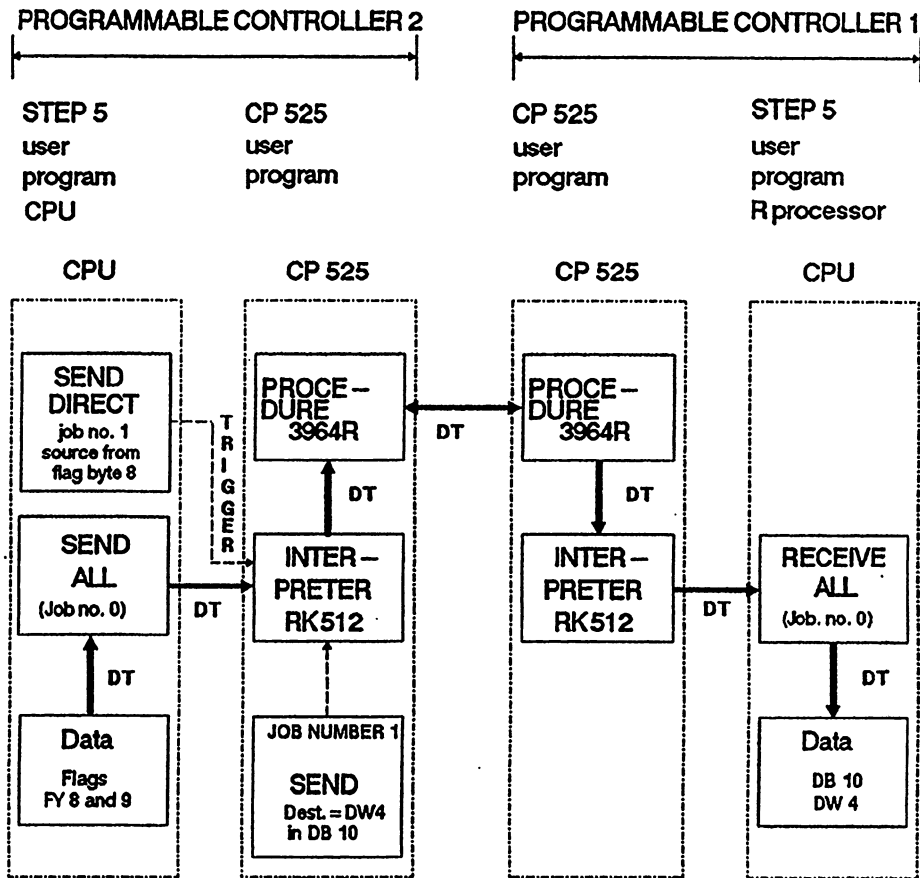 PROGRAMMABLE CONTROLLER 2
PROGRAMMABLE CONTROLLER 1
STEP 5
user
program
CPU
CP 525
user
program
CP 525
user
program
STEP 5
user
program
R processor
CPU
CP 525
CP 525
CPU
SEND
DIRECT
job no. 1
source from
flag byte 8
TRIGGER
PROCE –
DURE
3964R
DT
PROCE –
DURE
3964R
DT
DT
SEND
ALL
(Job no. 0)
DT
INTER –
PRETER
RK512
INTER –
PRETER
RK512
DT
RECEIVE
ALL
(Job. no. 0)
DT
DT
Data
Flags
FY 8 and 9
JOB NUMBER 1
SEND
Dest. = DW4
in DB 10
Data
DB 10
DW 4